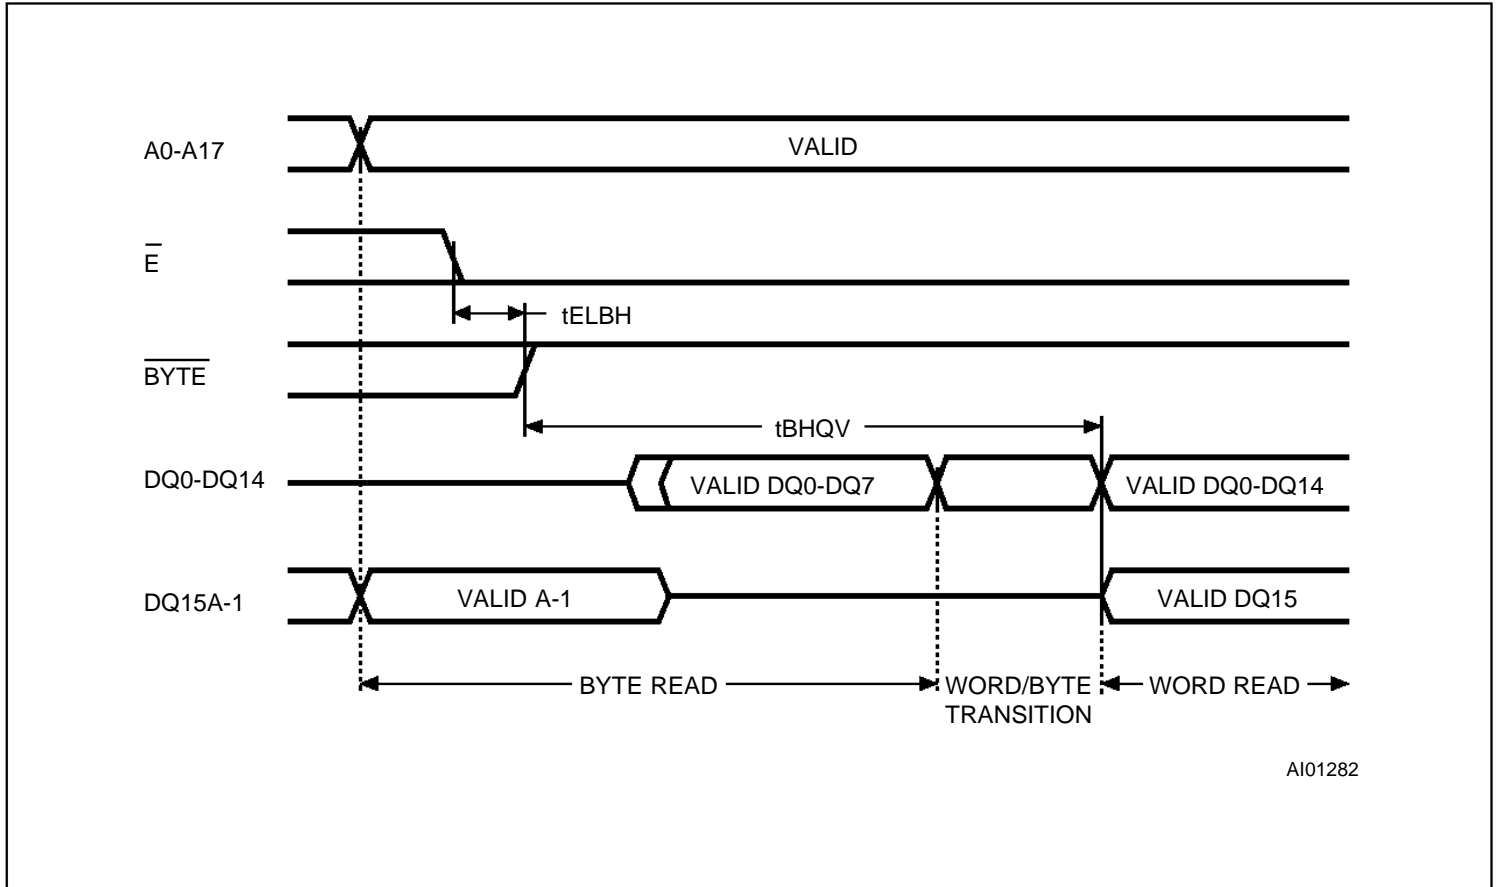 A0-A17
VALID
E
tELBH
BYTE
tBHQV
DQ0-DQ14
VALID DQ0-DQ7
VALID DQ0-DQ14
DQ15A-1
VALID A-1
VALID DQ15
BYTE READ
WORD/BYTE
TRANSITION
WORD READ
AI01282